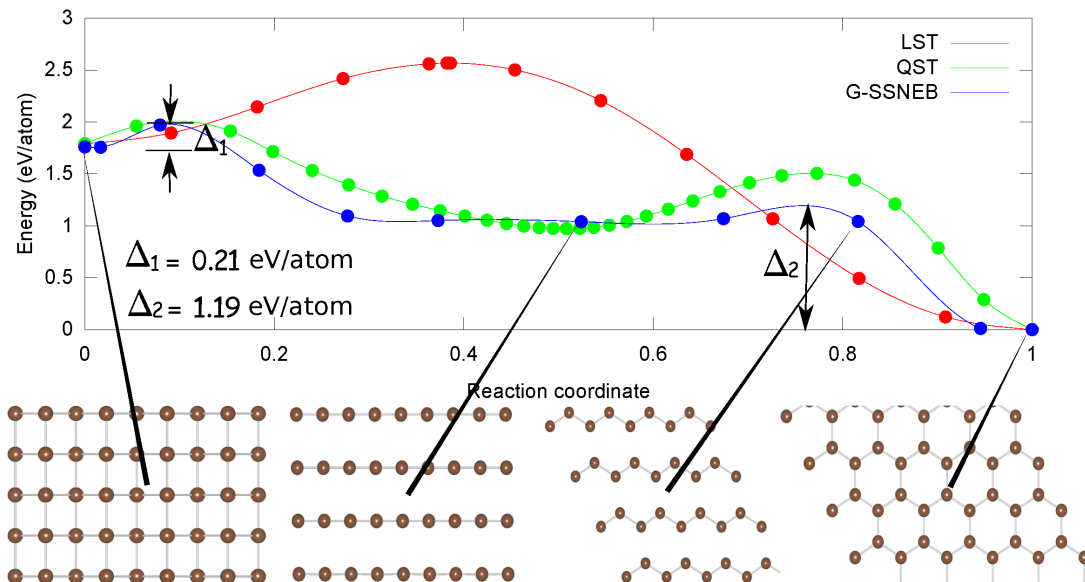 3
2.5
2
1.5
1
0.5
0
Energy (eV/atom)
LST
QST
G-SSNEB
Δ1
Δ1 = 0.21 eV/atom
Δ2 = 1.19 eV/atom
Δ2
0 0.2 0.4 0.6 0.8 1
Reaction coordinate